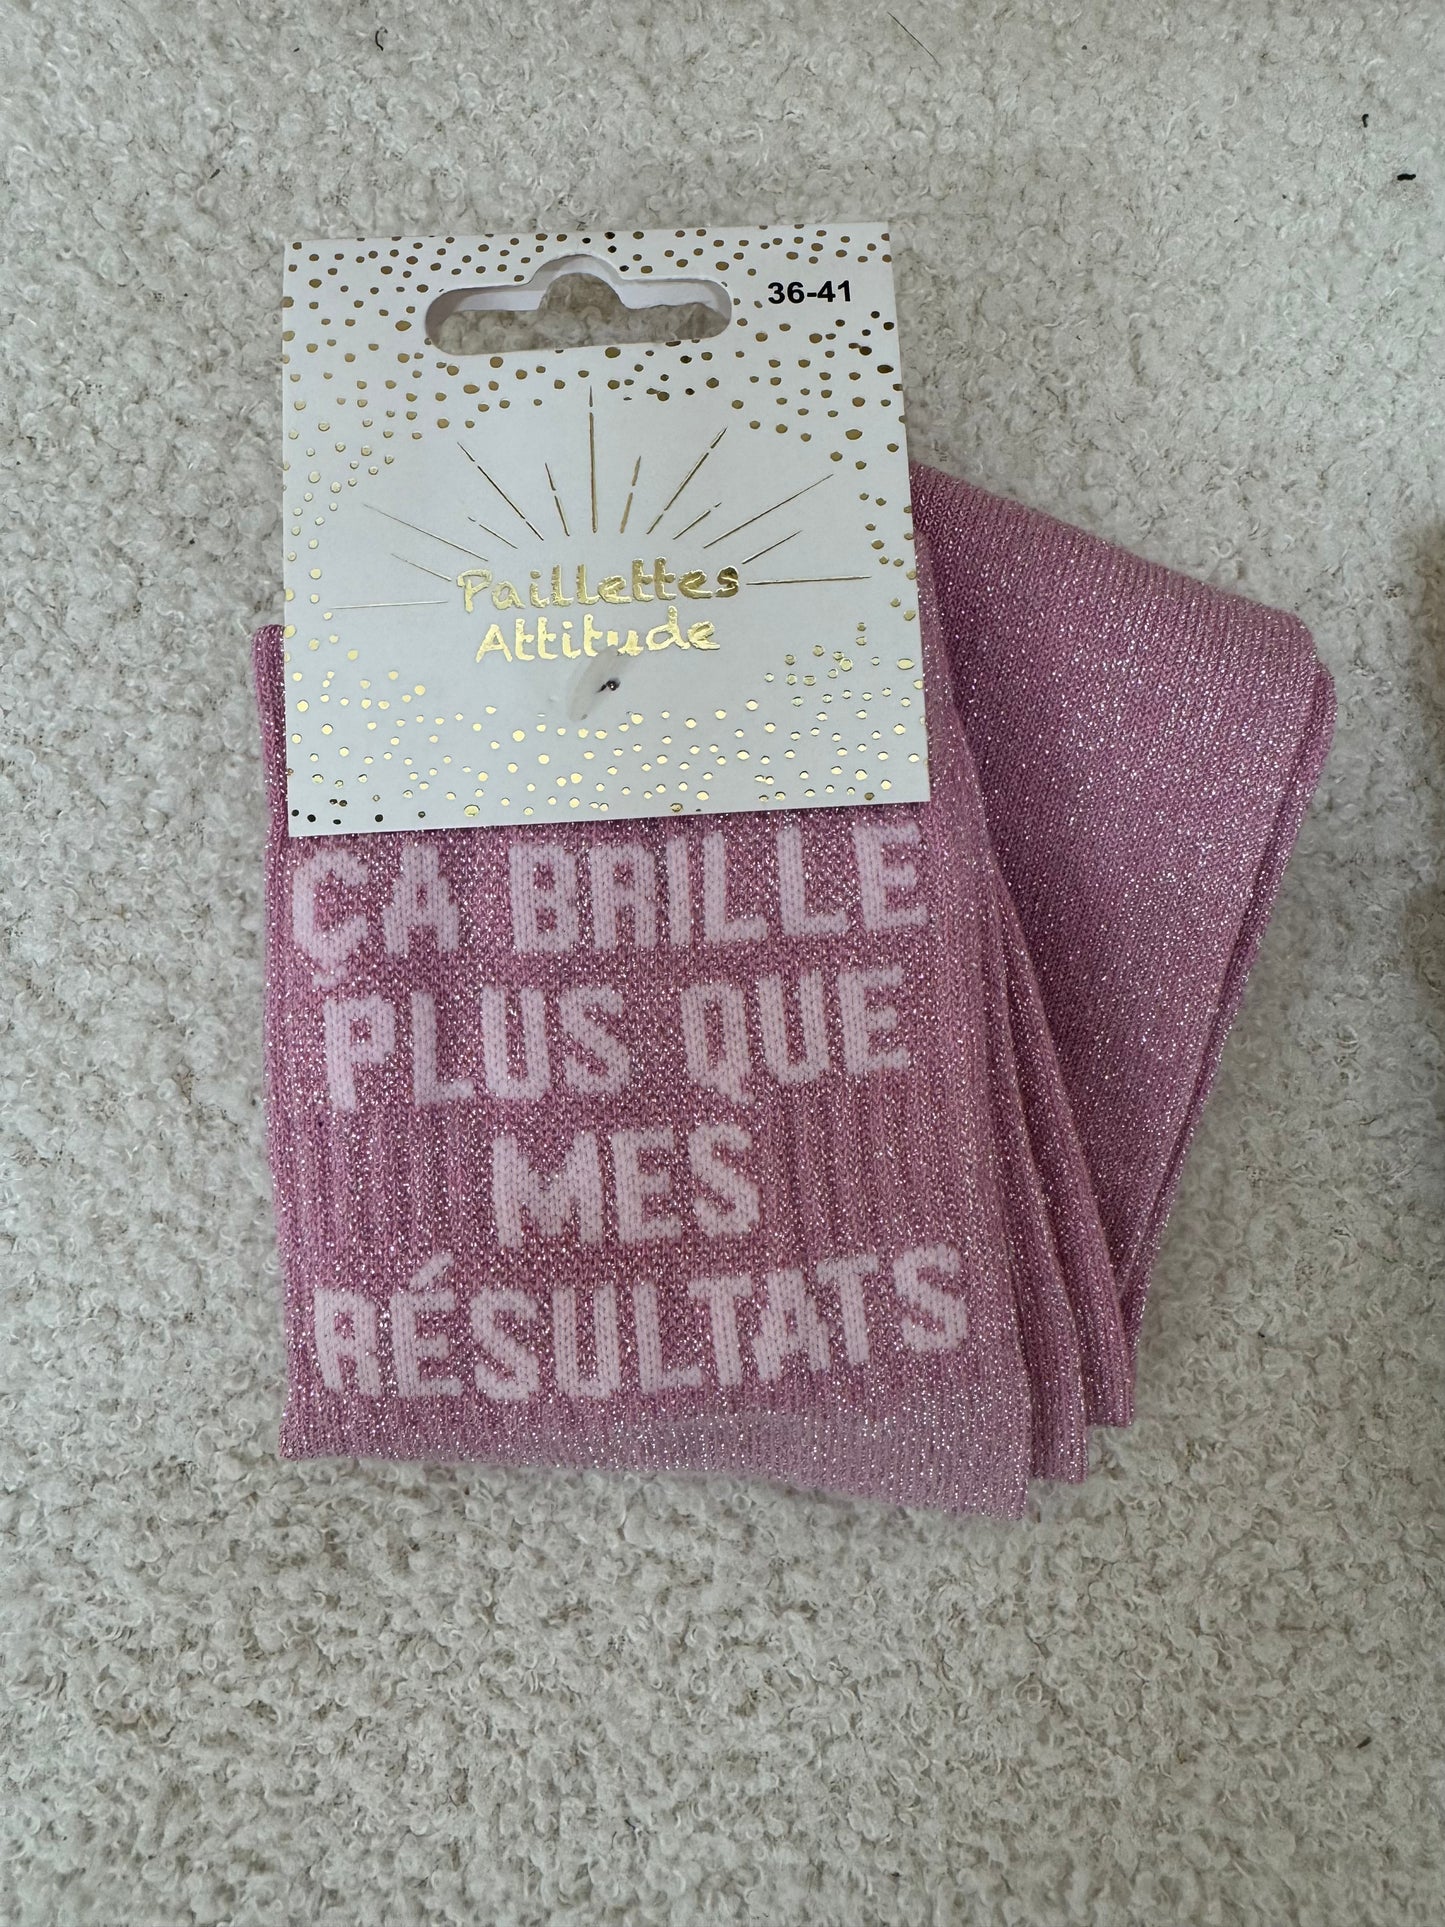 36-41
Paillettes
Attitude
ÇA BRILLE
PLUS QUE
MES
RÉSULTATS